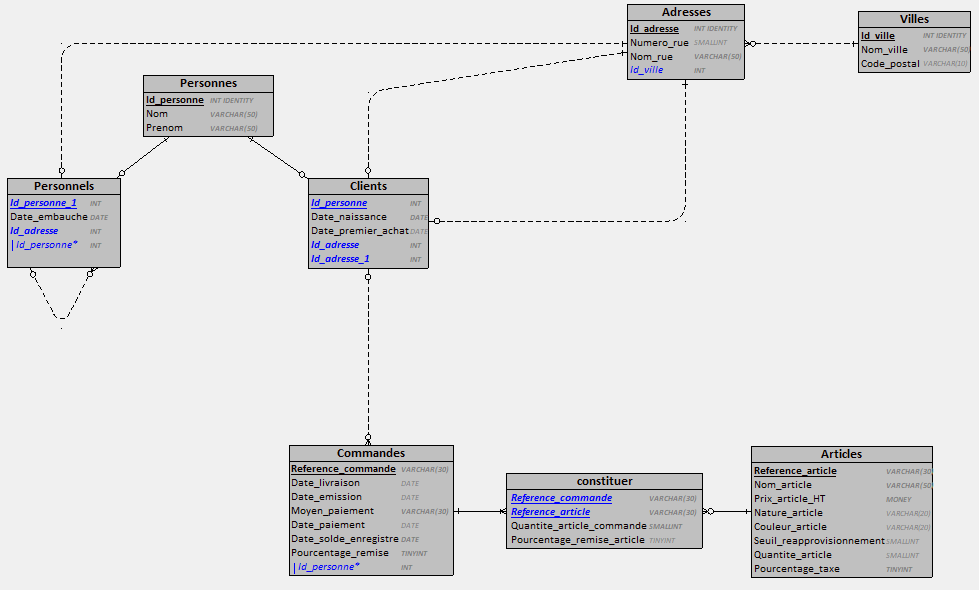 Adresses
Id_adresse INT IDENTITY
Numero_rue SMALLINT
Nom_rue VARCHAR(50)
Id_ville INT
Villes
Id_ville INT IDENTITY
Nom_ville VARCHAR(50)
Code_postal VARCHAR(10)
Personnes
Id_personne INT IDENTITY
Nom VARCHAR(50)
Prenom VARCHAR(50)
Personnels
Id_personne_1 INT
Date_embauche DATE
Id_adresse INT
|Id_personne* INT
Clients
Id_personne INT
Date_naissance DATE
Date_premier_achat DATE
Id_adresse INT
Id_adresse_1 INT
Commandes
Reference_commande VARCHAR(30)
Date_livraison DATE
Date_emission DATE
Moyen_paiement VARCHAR(30)
Date_paiement DATE
Date_solde_enregistre DATE
Pourcentage_remise TINYINT
|Id_personne* INT
constituer
Reference_commande VARCHAR(30)
Reference_article VARCHAR(30)
Quantite_article_commande SMALLINT
Pourcentage_remise_article TINYINT
Articles
Reference_article VARCHAR(30)
Nom_article VARCHAR(50)
Prix_article_HT MONEY
Nature_article VARCHAR(20)
Couleur_article VARCHAR(20)
Seuil_reapprovisionnement SMALLINT
Quantite_article SMALLINT
Pourcentage_taxe TINYINT